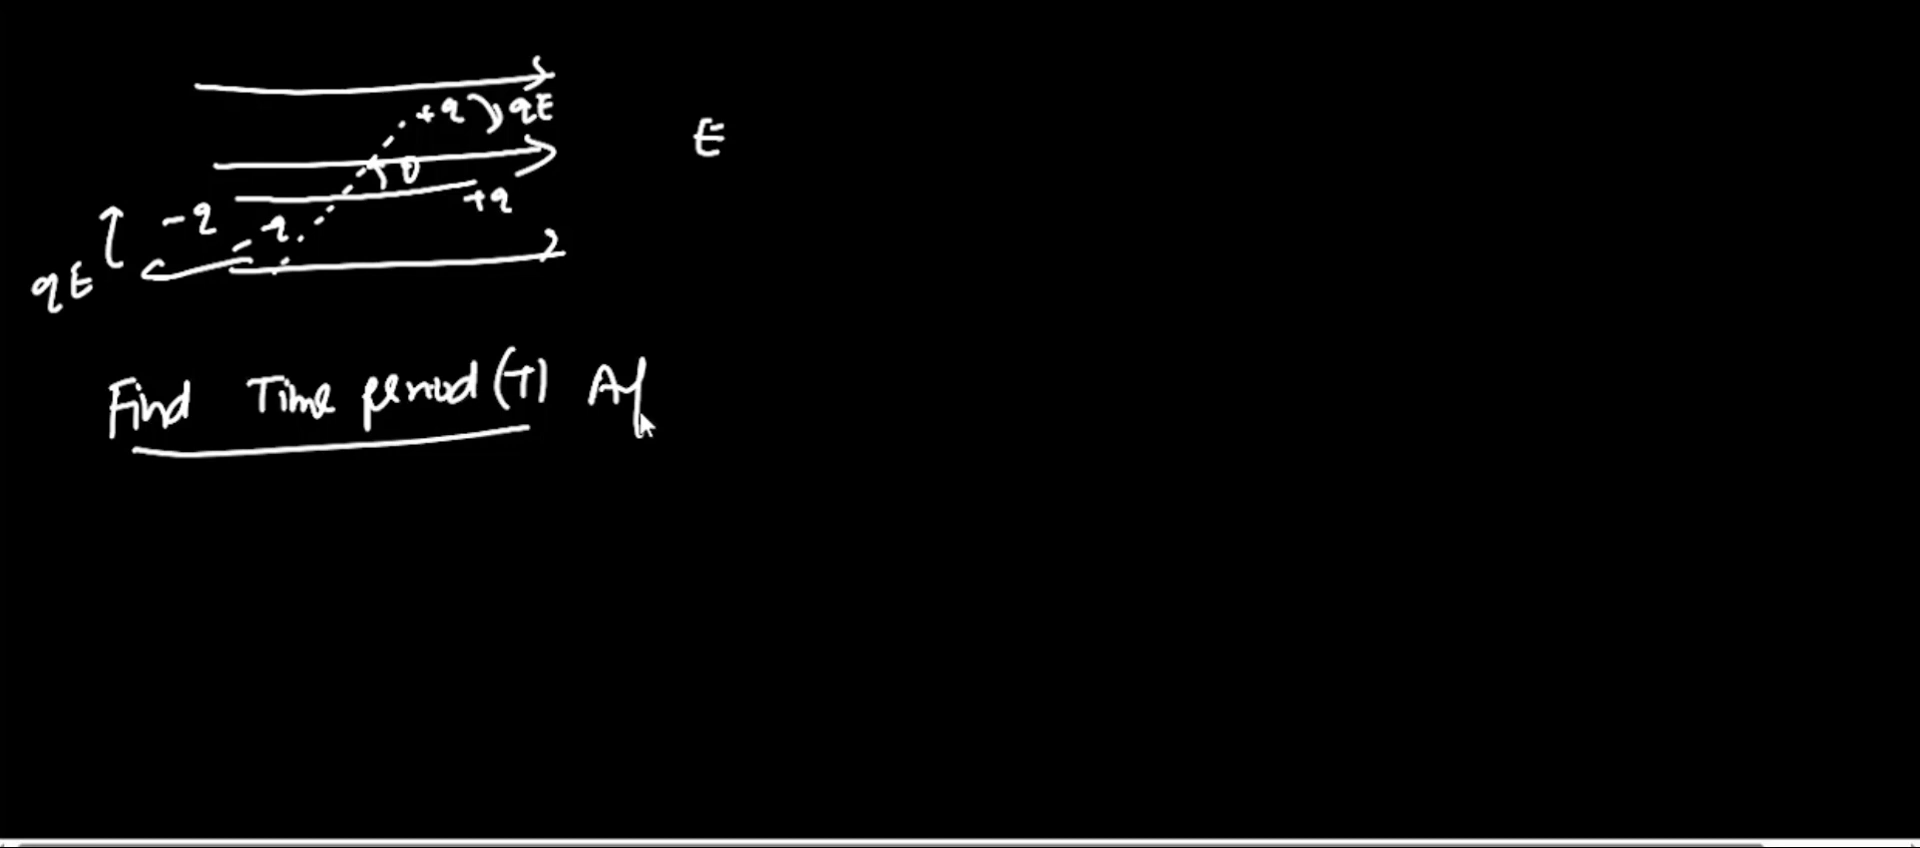 +q qE
E
θ
+q
-q -q
qE
Find Time period (T) Af